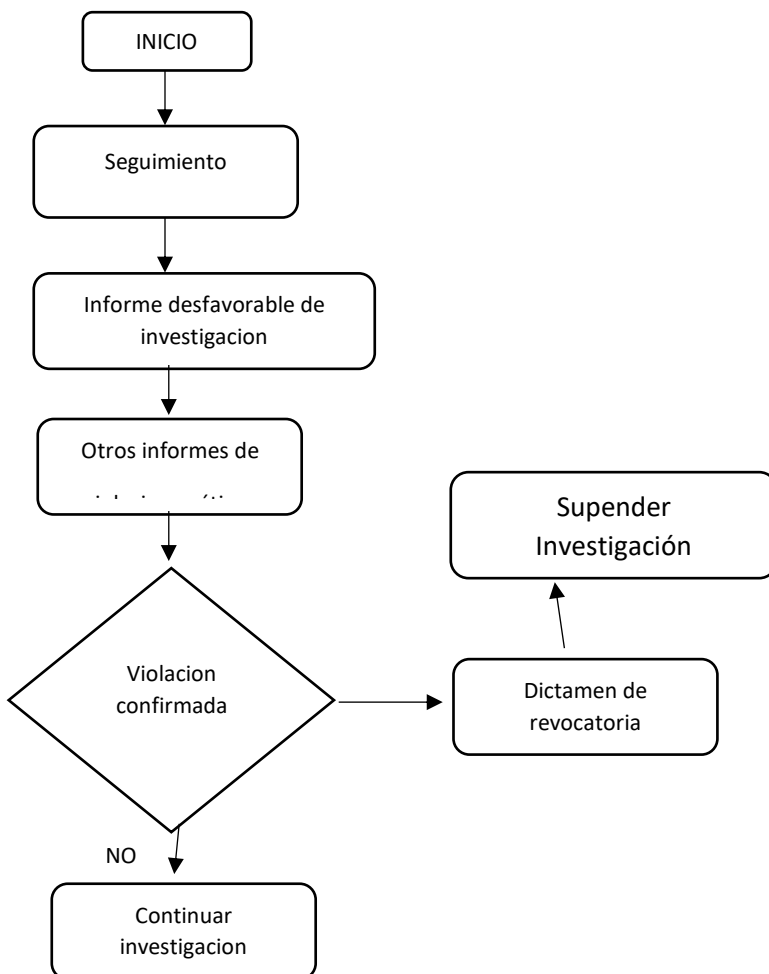 INICIO
Seguimiento
Informe desfavorable de
investigacion
Otros informes de
Supender
Investigación
Violacion
confirmada
Dictamen de
revocatoria
NO
Continuar
investigacion